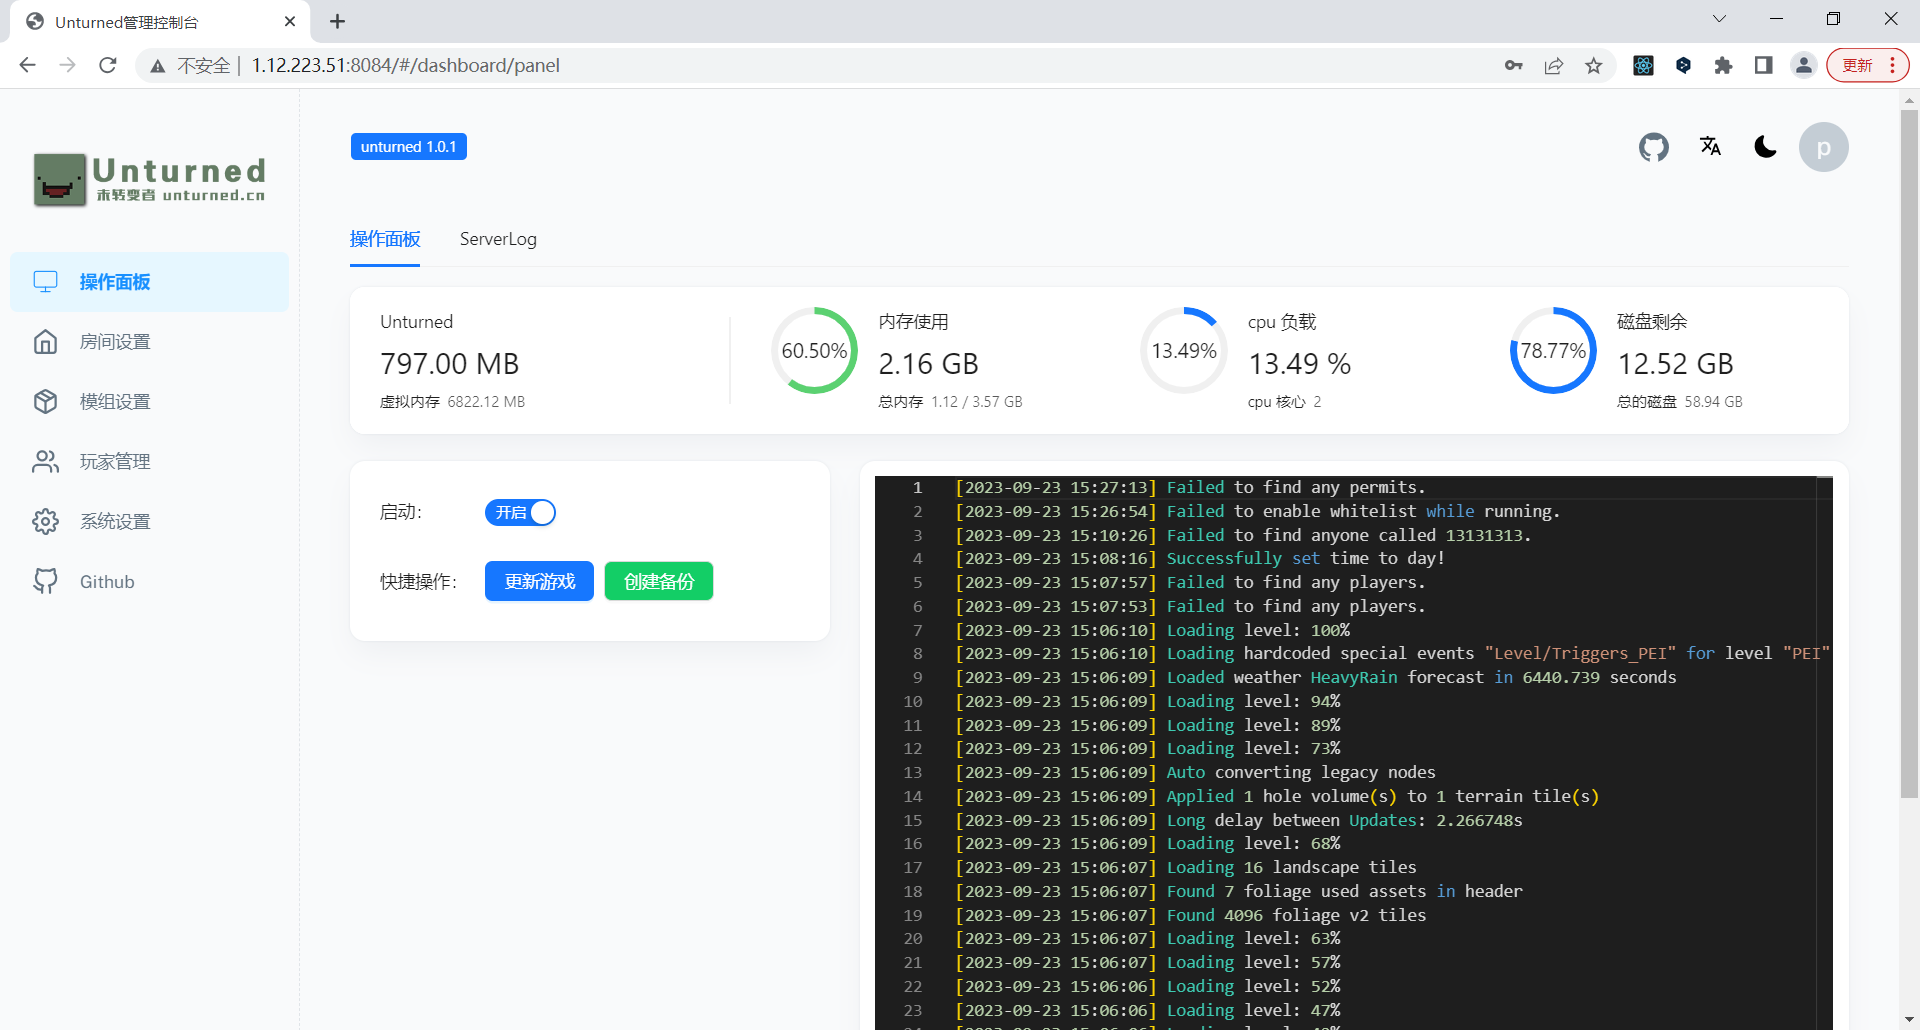 Unturned管理控制台
不安全 | 1.12.223.51:8084/#/dashboard/panel
更新
Unturned
未转变者 unturned.cn
unturned 1.0.1
p
操作面板
ServerLog
操作面板
房间设置
模组设置
玩家管理
系统设置
Github
Unturned
797.00 MB
虚拟内存 6822.12 MB
60.50%
内存使用
2.16 GB
总内存 1.12 / 3.57 GB
13.49%
cpu 负载
13.49 %
cpu 核心 2
78.77%
磁盘剩余
12.52 GB
总的磁盘 58.94 GB
启动:
开启
快捷操作:
更新游戏
创建备份
1 [2023-09-23 15:27:13] Failed to find any permits.
2 [2023-09-23 15:26:54] Failed to enable whitelist while running.
3 [2023-09-23 15:10:26] Failed to find anyone called 13131313.
4 [2023-09-23 15:08:16] Successfully set time to day!
5 [2023-09-23 15:07:57] Failed to find any players.
6 [2023-09-23 15:07:53] Failed to find any players.
7 [2023-09-23 15:06:10] Loading level: 100%
8 [2023-09-23 15:06:10] Loading hardcoded special events "Level/Triggers_PEI" for level "PEI"
9 [2023-09-23 15:06:09] Loaded weather HeavyRain forecast in 6440.739 seconds
10 [2023-09-23 15:06:09] Loading level: 94%
11 [2023-09-23 15:06:09] Loading level: 89%
12 [2023-09-23 15:06:09] Loading level: 73%
13 [2023-09-23 15:06:09] Auto converting legacy nodes
14 [2023-09-23 15:06:09] Applied 1 hole volume(s) to 1 terrain tile(s)
15 [2023-09-23 15:06:09] Long delay between Updates: 2.266748s
16 [2023-09-23 15:06:09] Loading level: 68%
17 [2023-09-23 15:06:07] Loading 16 landscape tiles
18 [2023-09-23 15:06:07] Found 7 foliage used assets in header
19 [2023-09-23 15:06:07] Found 4096 foliage v2 tiles
20 [2023-09-23 15:06:07] Loading level: 63%
21 [2023-09-23 15:06:07] Loading level: 57%
22 [2023-09-23 15:06:06] Loading level: 52%
23 [2023-09-23 15:06:06] Loading level: 47%